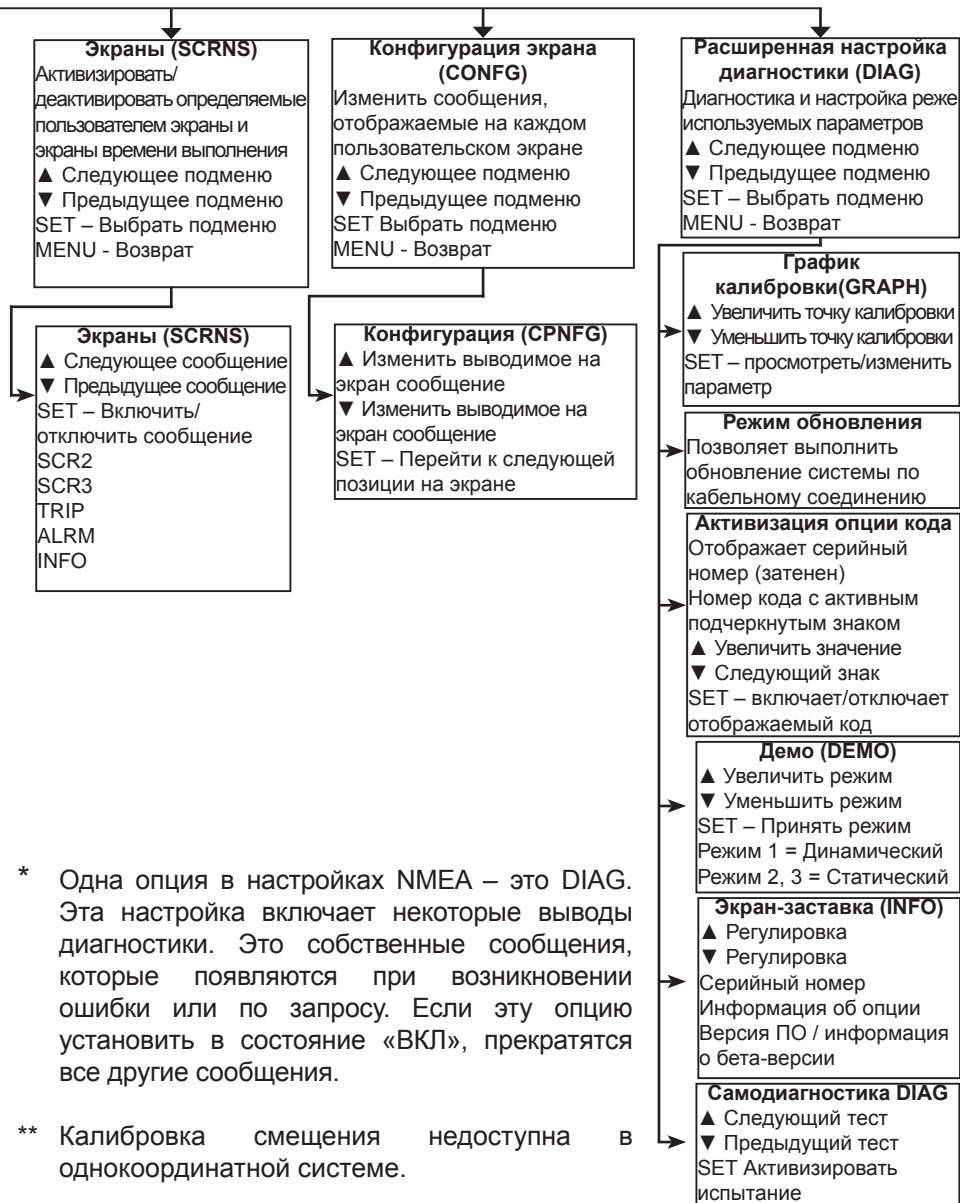 Экраны (SCRNS)
Активизировать/
деактивировать определяемые
пользователем экраны и
экраны времени выполнения
▲ Следующее подменю
▼ Предыдущее подменю
SET – Выбрать подменю
MENU - Возврат
Конфигурация экрана
(CONFG)
Изменить сообщения,
отображаемые на каждом
пользовательском экране
▲ Следующее подменю
▼ Предыдущее подменю
SET Выбрать подменю
MENU - Возврат
Расширенная настройка
диагностики (DIAG)
Диагностика и настройка реже
используемых параметров
▲ Следующее подменю
▼ Предыдущее подменю
SET – Выбрать подменю
MENU - Возврат
Экраны (SCRNS)
▲ Следующее сообщение
▼ Предыдущее сообщение
SET – Включить/
отключить сообщение
SCR2
SCR3
TRIP
ALRM
INFO
Конфигурация (CPNFG)
▲ Изменить выводимое на
экран сообщение
▼ Изменить выводимое на
экран сообщение
SET – Перейти к следующей
позиции на экране
График
калибровки(GRAPH)
▲ Увеличить точку калибровки
▼ Уменьшить точку калибровки
SET – просмотреть/изменить
параметр
Режим обновления
Позволяет выполнить
обновление системы по
кабельному соединению
Активизация опции кода
Отображает серийный
номер (затенен)
Номер кода с активным
подчеркнутым знаком
▲ Увеличить значение
▼ Следующий знак
SET – включает/отключает
отображаемый код
Демо (DEMO)
▲ Увеличить режим
▼ Уменьшить режим
SET – Принять режим
Режим 1 = Динамический
Режим 2, 3 = Статический
Экран-заставка (INFO)
▲ Регулировка
▼ Регулировка
Серийный номер
Информация об опции
Версия ПО / информация
о бета-версии
Самодиагностика DIAG
▲ Следующий тест
▼ Предыдущий тест
SET Активизировать
испытание
* Одна опция в настройках NMEA – это DIAG.
Эта настройка включает некоторые выводы
диагностики. Это собственные сообщения,
которые появляются при возникновении
ошибки или по запросу. Если эту опцию
установить в состояние «ВКЛ», прекратятся
все другие сообщения.
** Калибровка смещения недоступна в
однокоординатной системе.